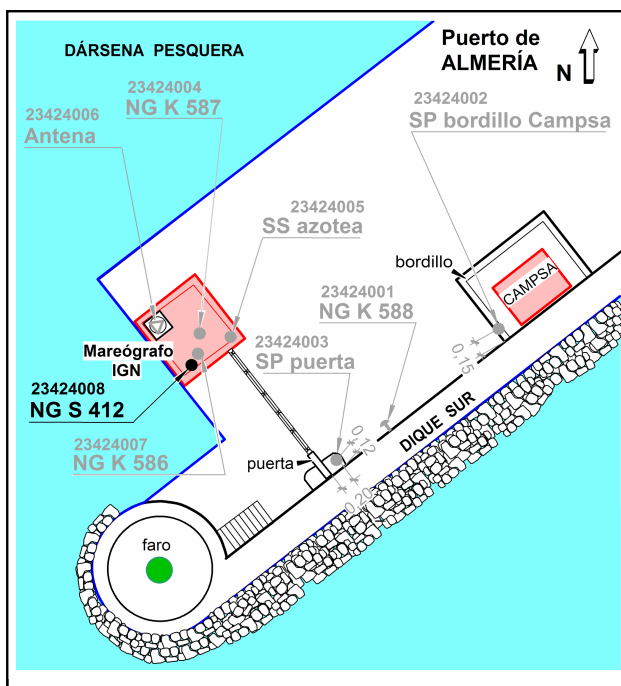 DÁRSENA PESQUERA
Puerto de
ALMERÍA
N
23424004
NG K 587
23424006
Antena
23424002
SP bordillo Campsa
23424005
SS azotea
bordillo
CAMPSA
23424001
NG K 588
23424003
SP puerta
Mareógrafo
IGN
23424008
NG S 412
0,15
DIQUE SUR
23424007
NG K 586
puerta
0,12
0,20
faro